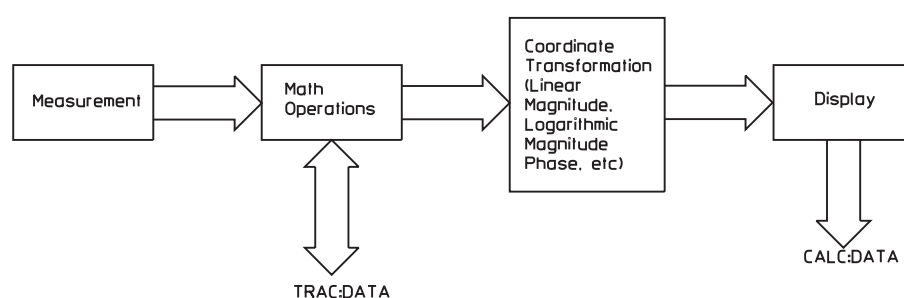 Measurement
Math
Operations
Coordinate
Transformation
(Linear
Magnitude,
Logarithmic
Magnitude
Phase, etc)
Display
TRAC:DATA
CALC:DATA